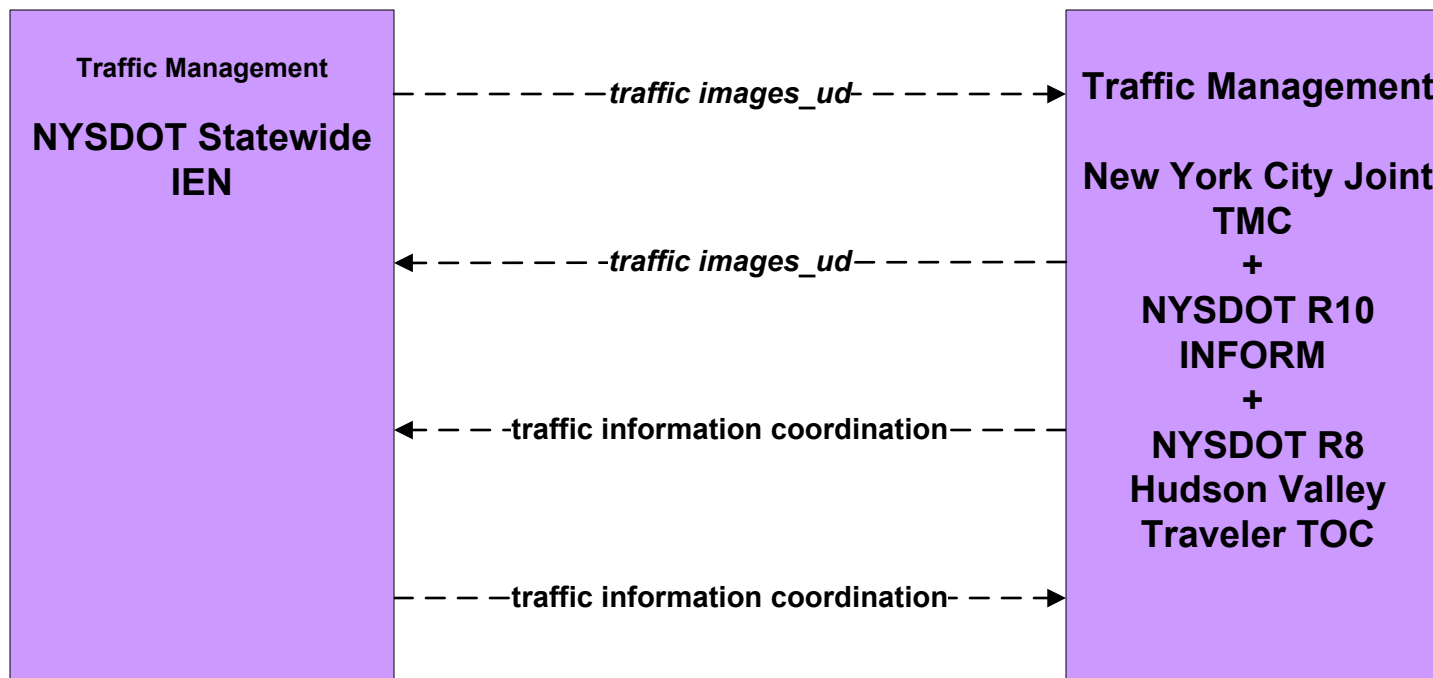 Traffic Management
NYSDOT Statewide
IEN
traffic images_ud
traffic images_ud
traffic information coordination
traffic information coordination
Traffic Management
New York City Joint
TMC
+
NYSDOT R10
INFORM
+
NYSDOT R8
Hudson Valley
Traveler TOC